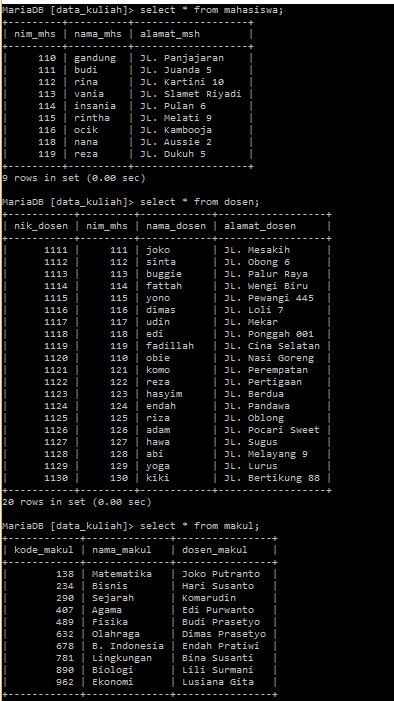 MariaDB [data_kuliah]> select * from mahasiswa;
+---------+----------+-------------------+
| nim_mhs | nama_mhs | alamat_msh        |
+---------+----------+-------------------+
|     110 | gandung  | JL. Panjajaran    |
|     111 | budi     | JL. Juanda 5      |
|     112 | rina     | JL. Kartini 10    |
|     113 | vania    | JL. Slamet Riyadi |
|     114 | insania  | JL. Pulan 6       |
|     115 | rintha   | JL. Melati 9      |
|     116 | ocik     | JL. Kambooja      |
|     118 | nana     | JL. Aussie 2      |
|     119 | reza     | JL. Dukuh 5       |
+---------+----------+-------------------+
9 rows in set (0.00 sec)
MariaDB [data_kuliah]> select * from dosen;
+-----------+---------+------------+------------------+
| nik_dosen | nim_mhs | nama_dosen | alamat_dosen     |
+-----------+---------+------------+------------------+
|      1111 |     111 | joko       | JL. Mesakih      |
|      1112 |     112 | sinta      | JL. Obong 6      |
|      1113 |     113 | buggie     | JL. Palur Raya   |
|      1114 |     114 | fattah     | JL. Wengi Biru   |
|      1115 |     115 | yono       | JL. Pewangi 445  |
|      1116 |     116 | dimas      | JL. Loli 7       |
|      1117 |     117 | udin       | JL. Mekar        |
|      1118 |     118 | edi        | JL. Ponggah 001  |
|      1119 |     119 | fadillah   | JL. Cina Selatan |
|      1120 |     110 | obie       | JL. Nasi Goreng  |
|      1121 |     121 | komo       | JL. Perempatan   |
|      1122 |     122 | reza       | JL. Pertigaan    |
|      1123 |     123 | hasyim     | JL. Berdua       |
|      1124 |     124 | endah      | JL. Pandawa      |
|      1125 |     125 | riza       | JL. Oblong       |
|      1126 |     126 | adam       | JL. Pocari Sweet |
|      1127 |     127 | hawa       | JL. Sugus        |
|      1128 |     128 | abi        | JL. Melayang 9   |
|      1129 |     129 | yoga       | JL. Lurus        |
|      1130 |     130 | kiki       | JL. Bertikung 88 |
+-----------+---------+------------+------------------+
20 rows in set (0.00 sec)
MariaDB [data_kuliah]> select * from makul;
+------------+--------------+----------------+
| kode_makul | nama_makul   | dosen_makul    |
+------------+--------------+----------------+
|        138 | Matematika   | Joko Putranto  |
|        234 | Bisnis       | Hari Susanto   |
|        290 | Sejarah      | Komarudin      |
|        407 | Agama        | Edi Purwanto   |
|        489 | Fisika       | Budi Prasetyo  |
|        632 | Olahraga     | Dimas Prasetyo |
|        678 | B. Indonesia | Endah Pratiwi  |
|        781 | Lingkungan   | Bina Susanti   |
|        890 | Biologi      | Lili Surmani   |
|        962 | Ekonomi      | Lusiana Gita   |
+------------+--------------+----------------+